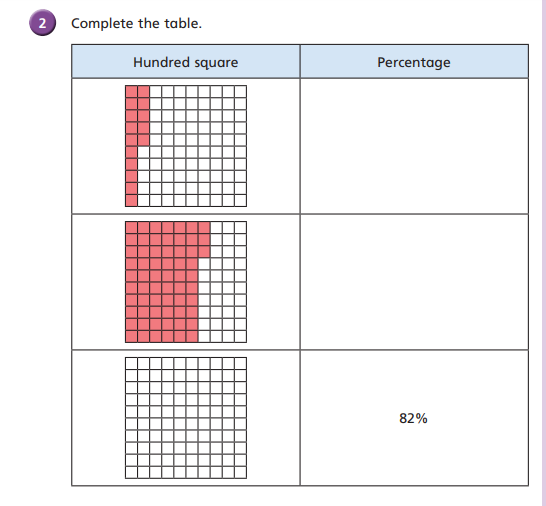 2 Complete the table.
Hundred square Percentage
82%